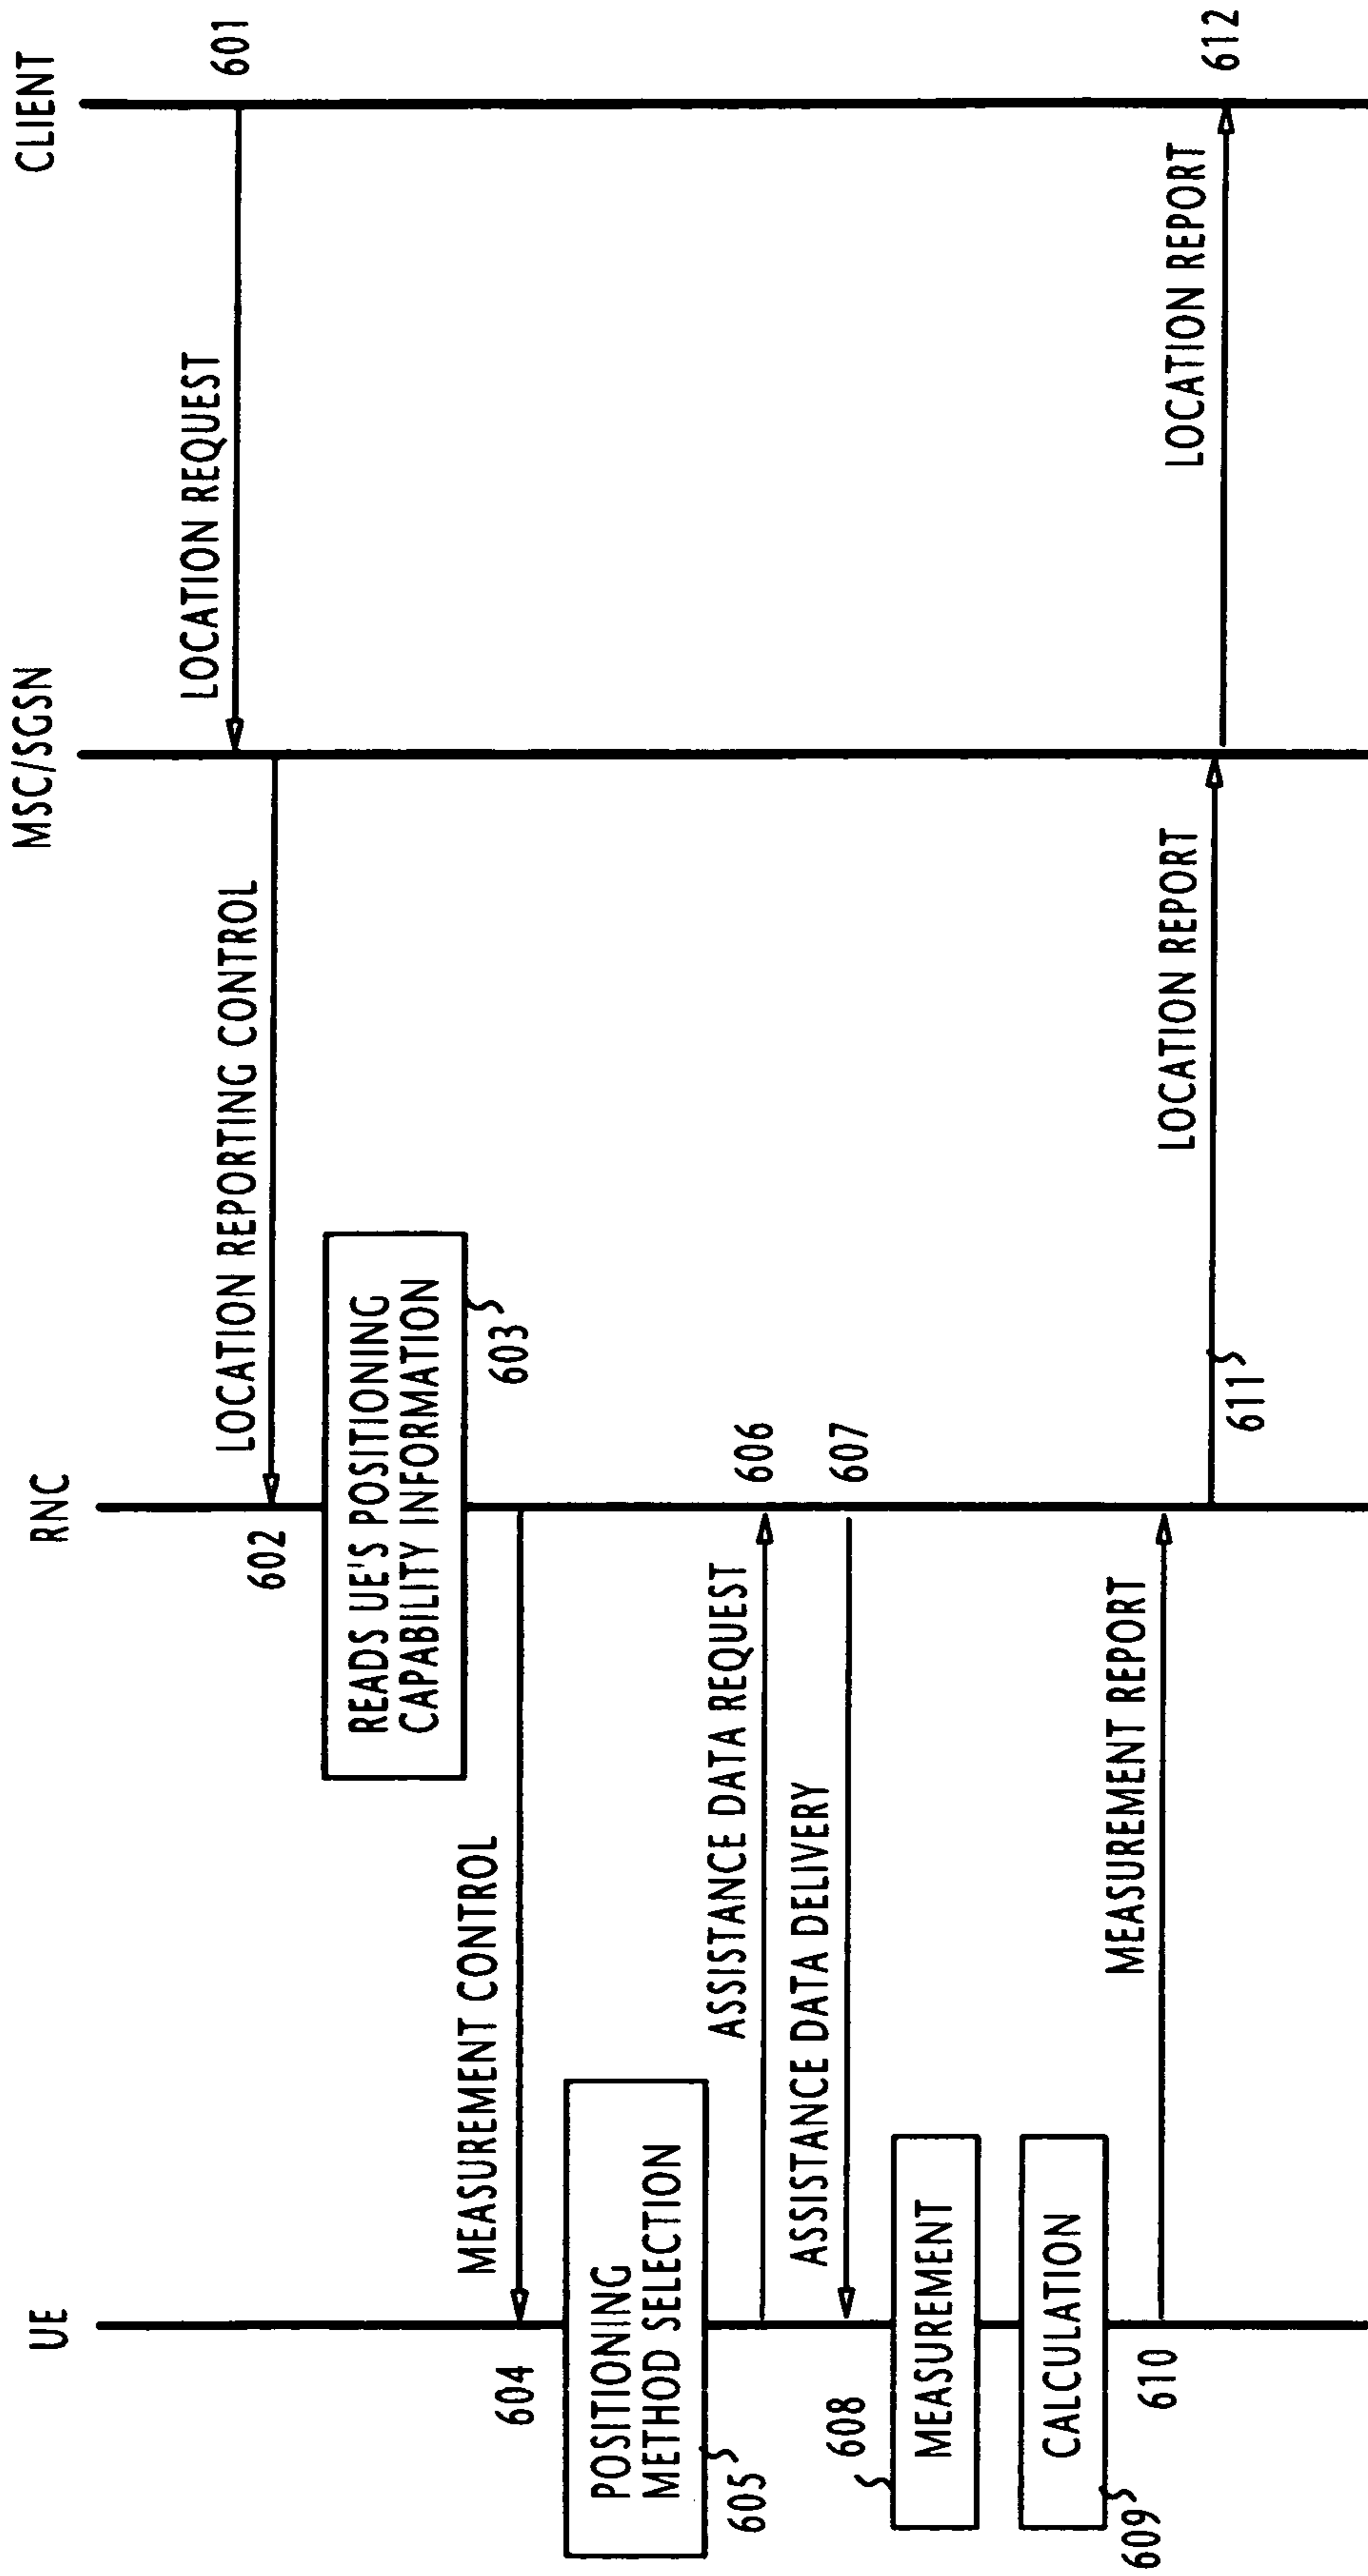 UE
RNC
MSC/SGSN
CLIENT
LOCATION REQUEST
601
LOCATION REPORTING CONTROL
602
READS UE'S POSITIONING
CAPABILITY INFORMATION
603
MEASUREMENT CONTROL
604
POSITIONING
METHOD SELECTION
605
ASSISTANCE DATA REQUEST
606
ASSISTANCE DATA DELIVERY
607
608
MEASUREMENT
CALCULATION
609
MEASUREMENT REPORT
610
LOCATION REPORT
611
LOCATION REPORT
612